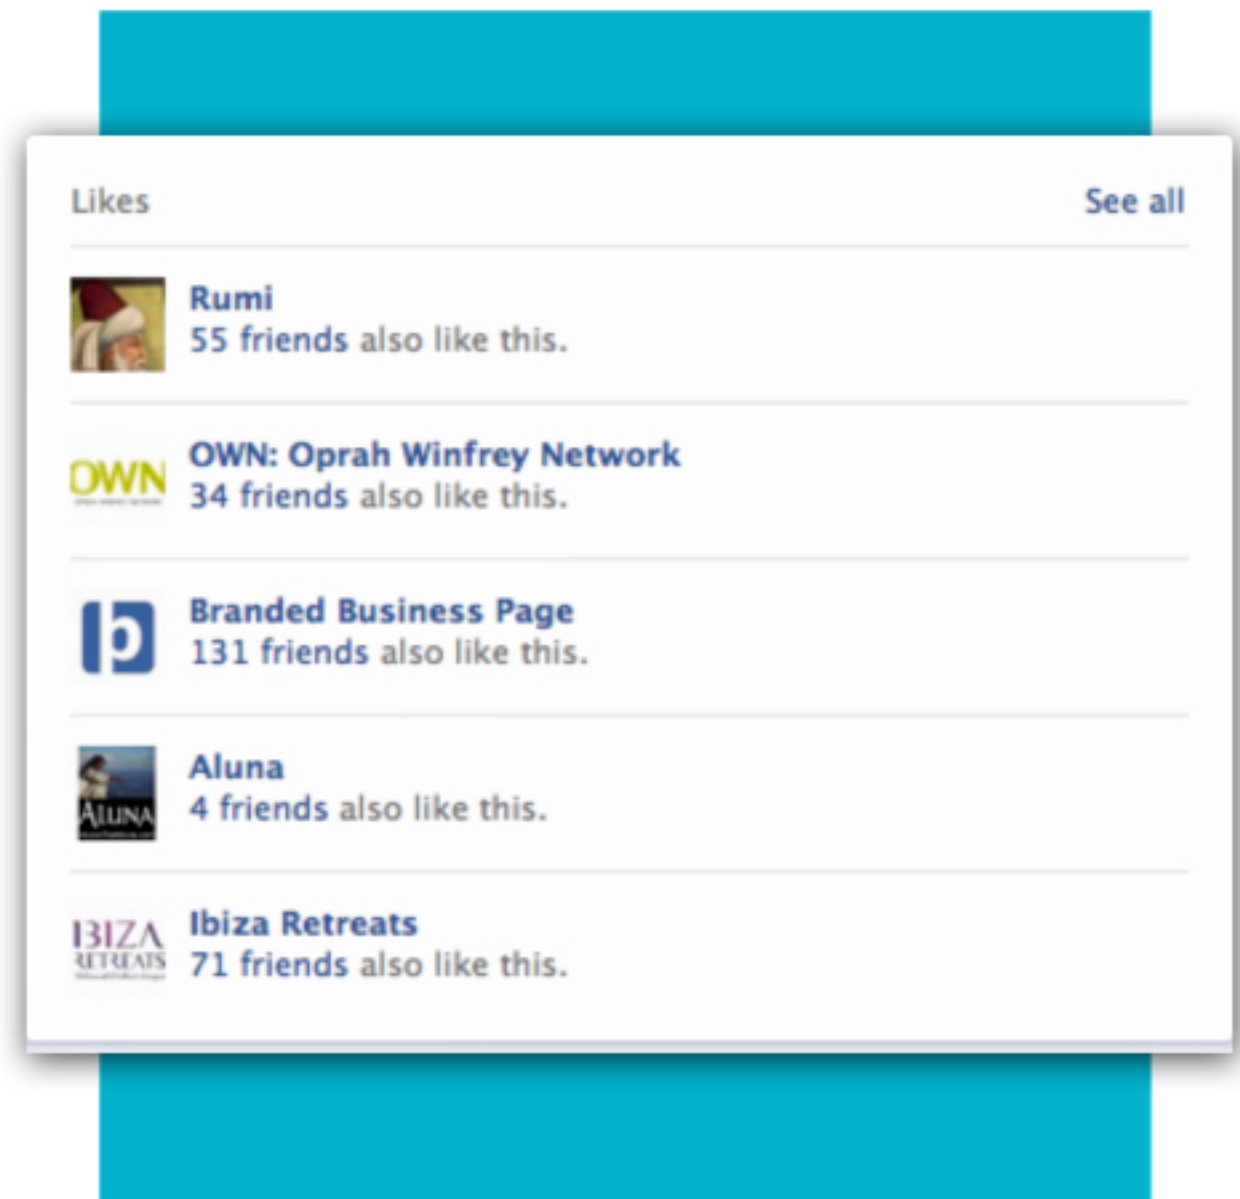 Likes
See all
Rumi
55 friends also like this.
OWN
OWN: Oprah Winfrey Network
34 friends also like this.
b
Branded Business Page
131 friends also like this.
ALUNA
Aluna
4 friends also like this.
IBIZA
RETREATS
Ibiza Retreats
71 friends also like this.